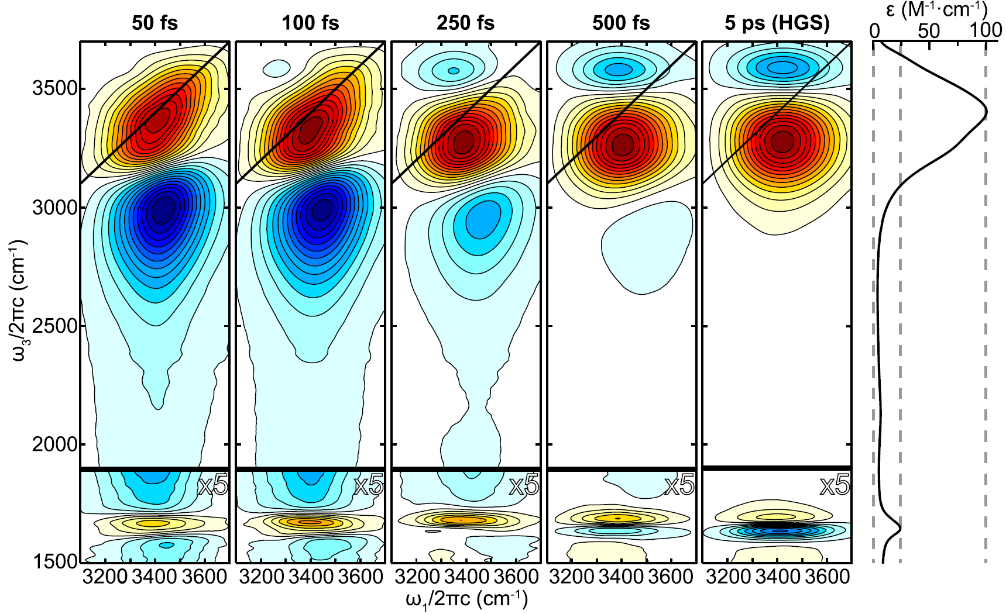 50 fs 100 fs 250 fs 500 fs 5 ps (HGS) ε (M⁻¹·cm⁻¹)
0 50 100
3500
3000
2500
2000
1500
ω₃/2πc (cm⁻¹)
x5 x5 x5 x5 x5
3200 3400 3600 3200 3400 3600 3200 3400 3600 3200 3400 3600 3200 3400 3600
ω₁/2πc (cm⁻¹)